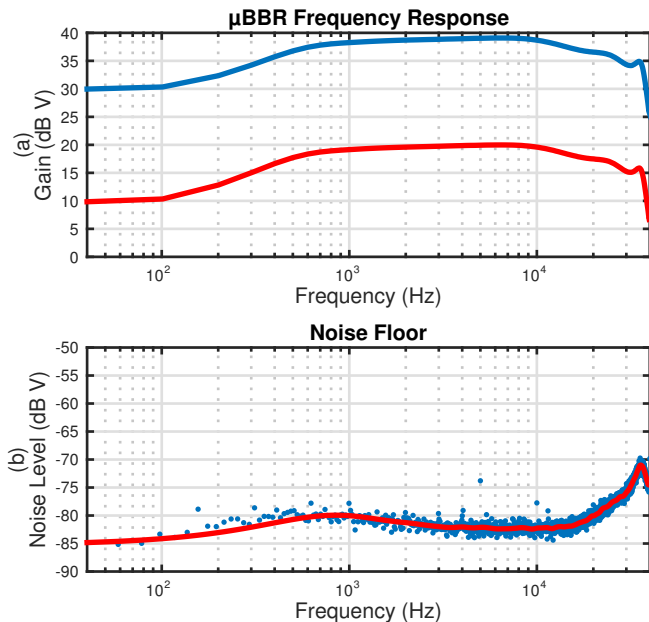 µBBR Frequency Response
(a)
Gain (dB V)
40
35
30
25
20
15
10
5
0
10² 10³ 10⁴
Frequency (Hz)
Noise Floor
(b)
Noise Level (dB V)
-50
-55
-60
-65
-70
-75
-80
-85
-90
10² 10³ 10⁴
Frequency (Hz)